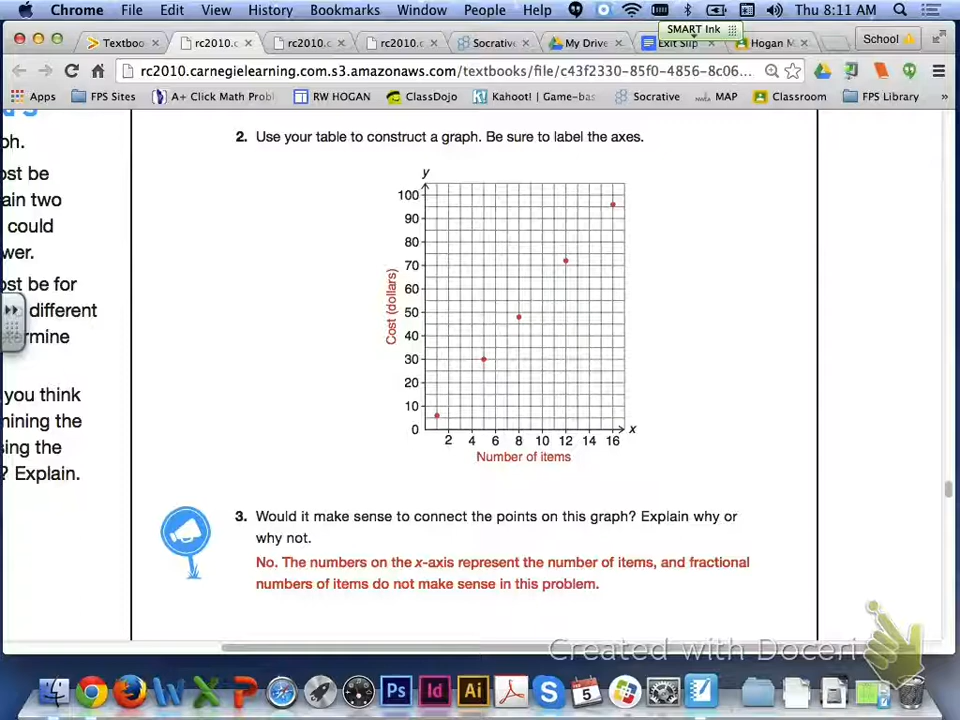 Chrome File Edit View History Bookmarks Window People Help Thu 8:11 AM
SMART Ink
Textboo rc2010.c rc2010.c rc2010.c Socrative My Drive Exit Slip Hogan M School
rc2010.carnegielearning.com.s3.amazonaws.com/textbooks/file/c43f2330-85f0-4856-8c06...
Apps FPS Sites A+ Click Math Probl RW HOGAN ClassDojo Kahoot! (Game-bas Socrative MAP Classroom FPS Library »
ph.
ost be
ain two
could
wer.
ost be for
different
rmine
you think
mining the
sing the
? Explain.
2. Use your table to construct a graph. Be sure to label the axes.
y
100
90
80
70
60
50
40
30
20
10
0
Cost (dollars)
2 4 6 8 10 12 14 16
x
Number of items
3. Would it make sense to connect the points on this graph? Explain why or
why not.
No. The numbers on the x-axis represent the number of items, and fractional
numbers of items do not make sense in this problem.
Created with Doceri
Ps Id Ai S 5